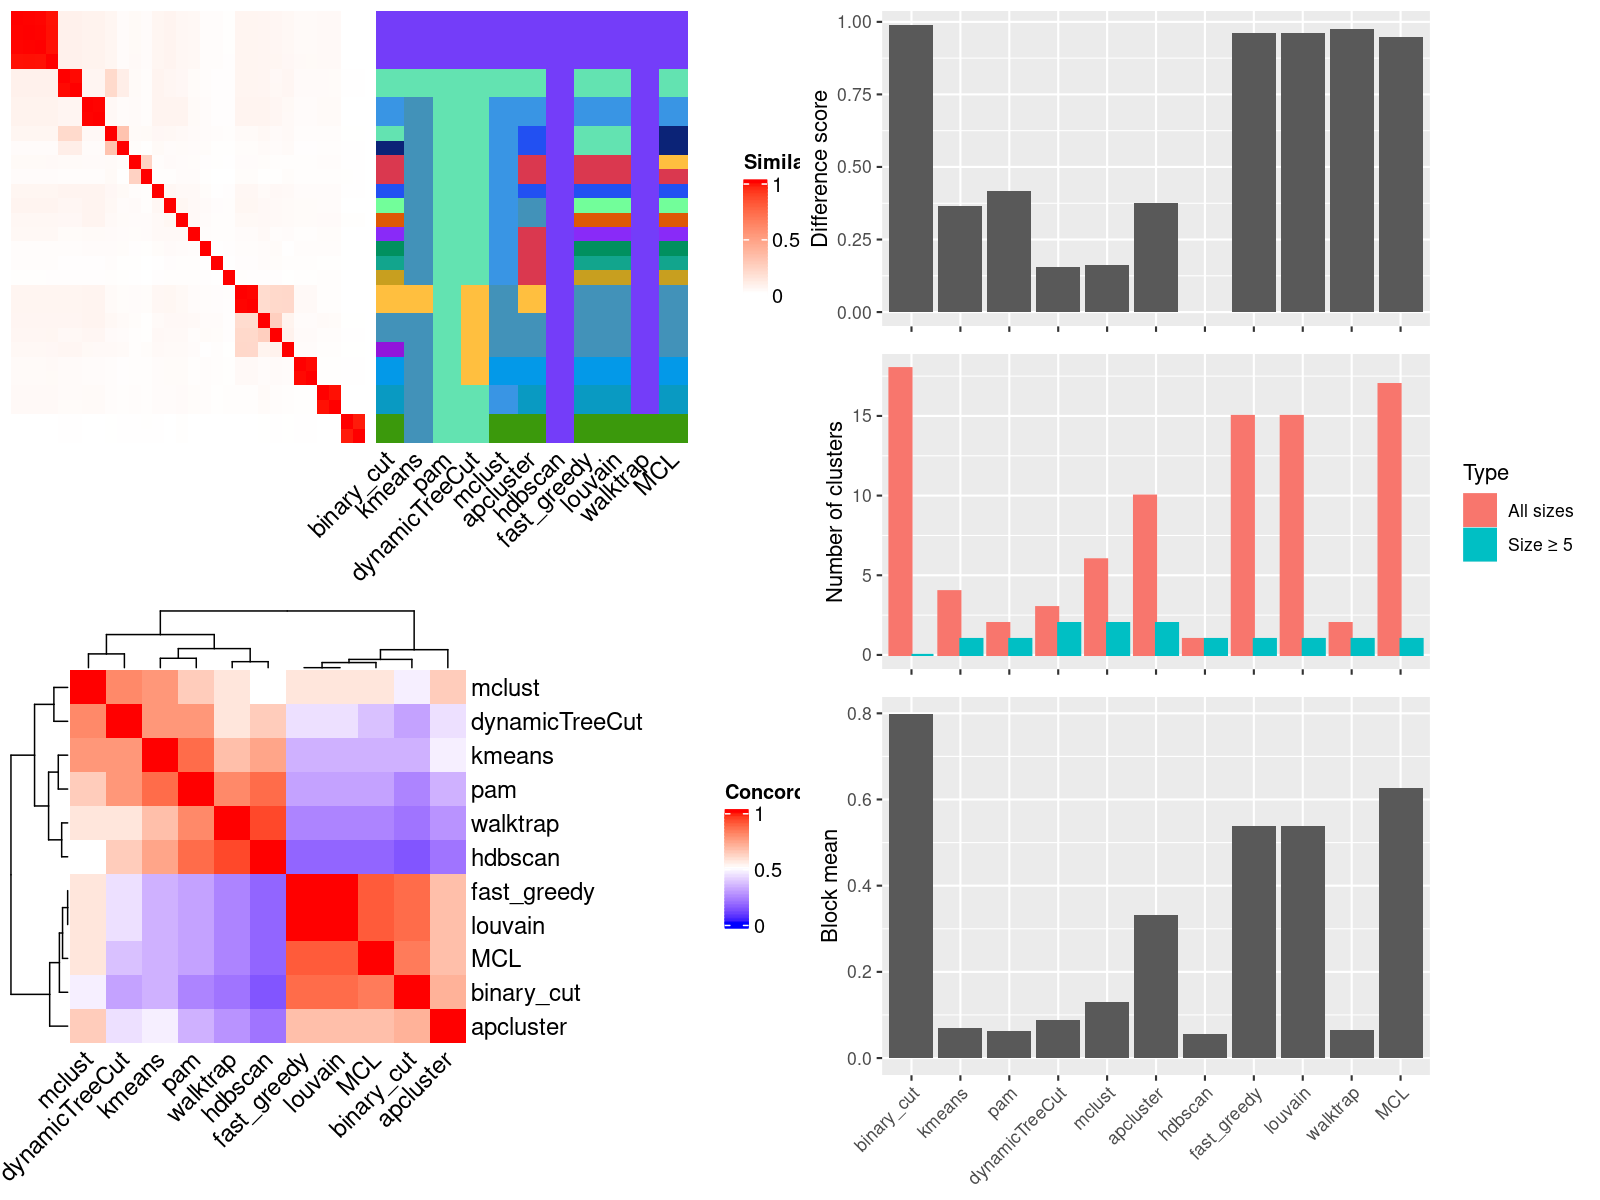 Simila
1
0.5
0
binary_cut
kmeans
pam
dynamicTreeCut
mclust
apcluster
hdbscan
fast_greedy
louvain
walktrap
MCL
mclust
dynamicTreeCut
kmeans
pam
walktrap
hdbscan
fast_greedy
louvain
MCL
binary_cut
apcluster
mclust
dynamicTreeCut
kmeans
pam
walktrap
hdbscan
fast_greedy
louvain
MCL
binary_cut
apcluster
Concord
1
0.5
0
Difference score
1.00
0.75
0.50
0.25
0.00
Number of clusters
15
10
5
0
Type
All sizes
Size ≥ 5
Block mean
0.8
0.6
0.4
0.2
0.0
binary_cut
kmeans
pam
dynamicTreeCut
mclust
apcluster
hdbscan
fast_greedy
louvain
walktrap
MCL